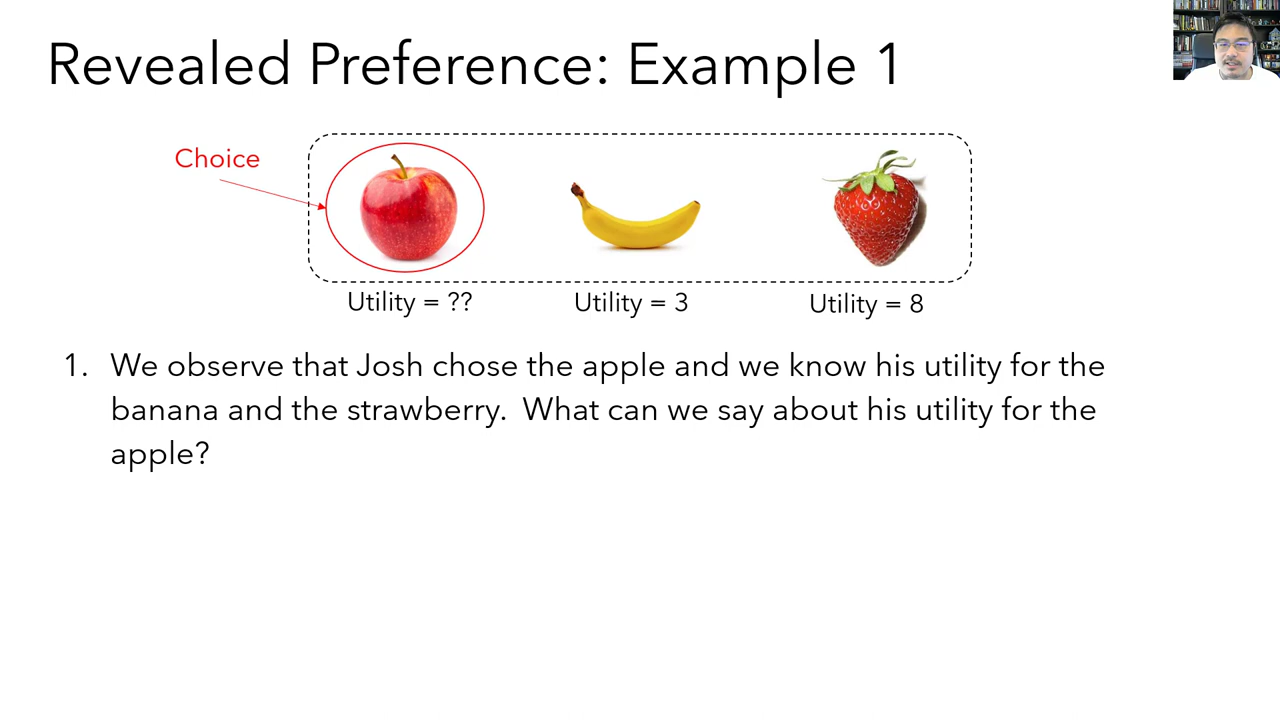 Revealed Preference: Example 1
Choice
Utility = ??
Utility = 3
Utility = 8
1. We observe that Josh chose the apple and we know his utility for the
banana and the strawberry. What can we say about his utility for the
apple?